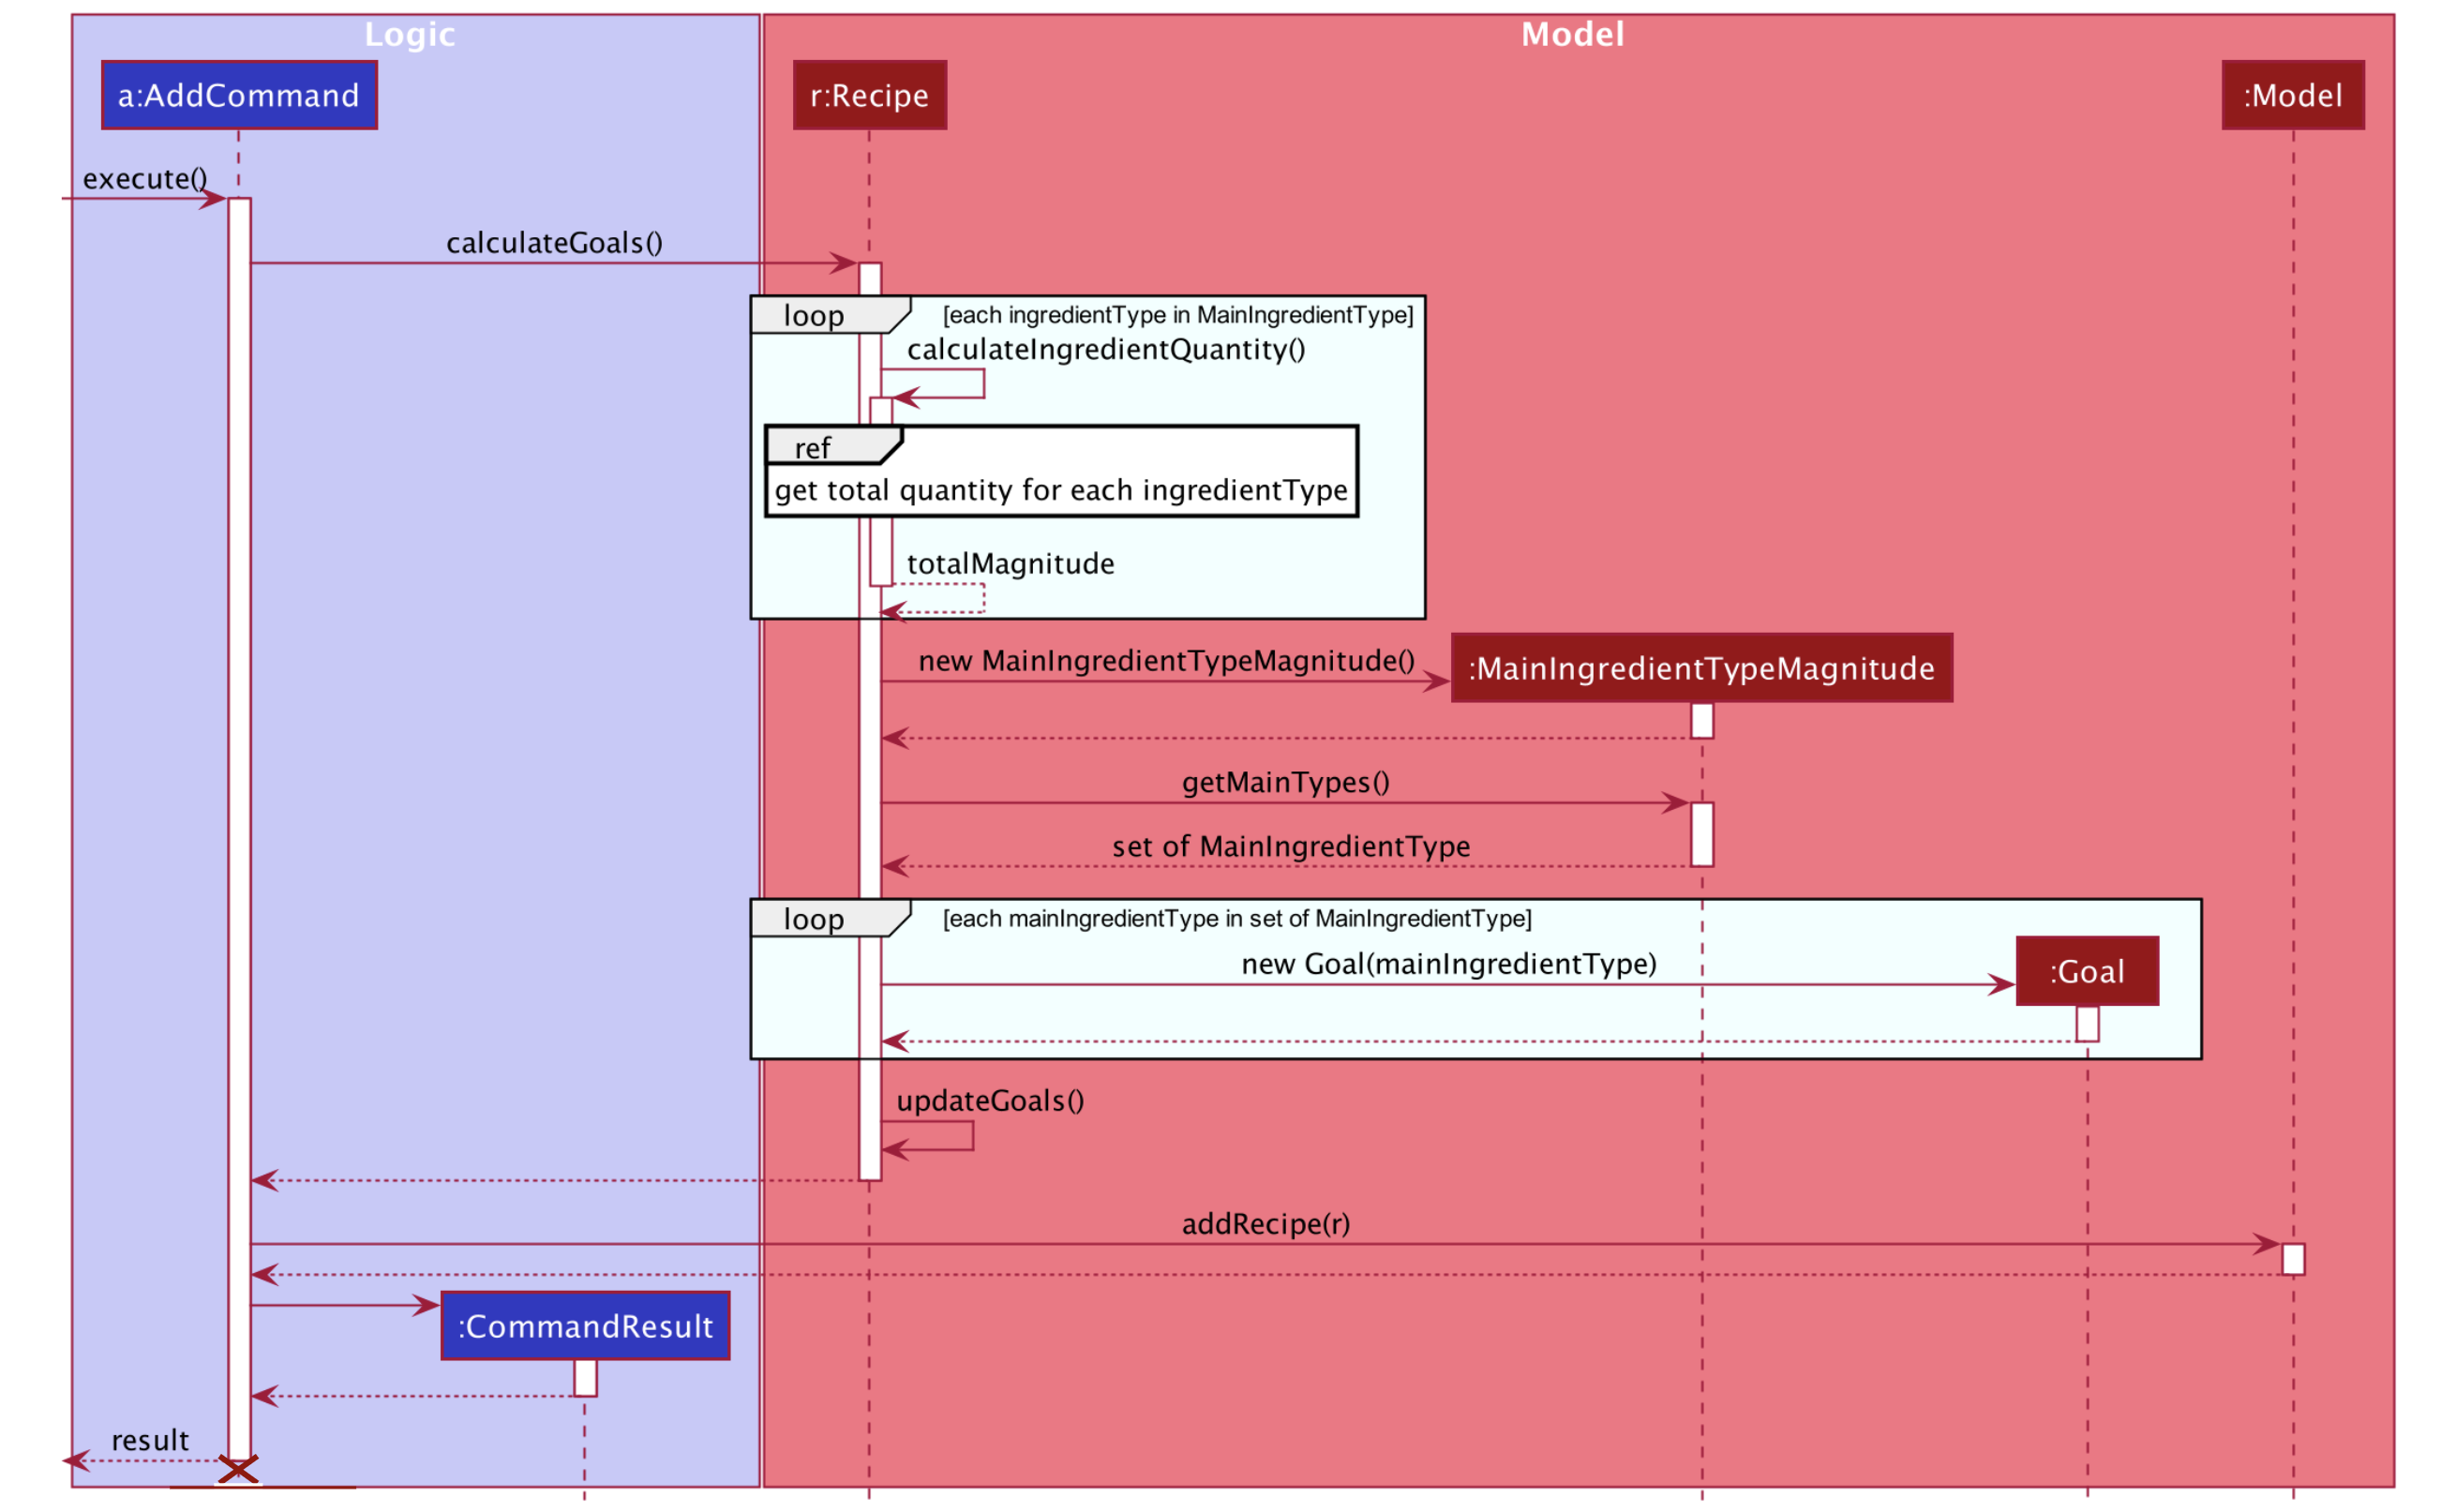 Logic
Model
a:AddCommand
r:Recipe
:Model
execute()
calculateGoals()
loop
[each ingredientType in MainIngredientType]
calculateIngredientQuantity()
ref
get total quantity for each ingredientType
totalMagnitude
new MainIngredientTypeMagnitude()
:MainIngredientTypeMagnitude
getMainTypes()
set of MainIngredientType
loop
[each mainIngredientType in set of MainIngredientType]
new Goal(mainIngredientType)
:Goal
updateGoals()
addRecipe(r)
:CommandResult
result